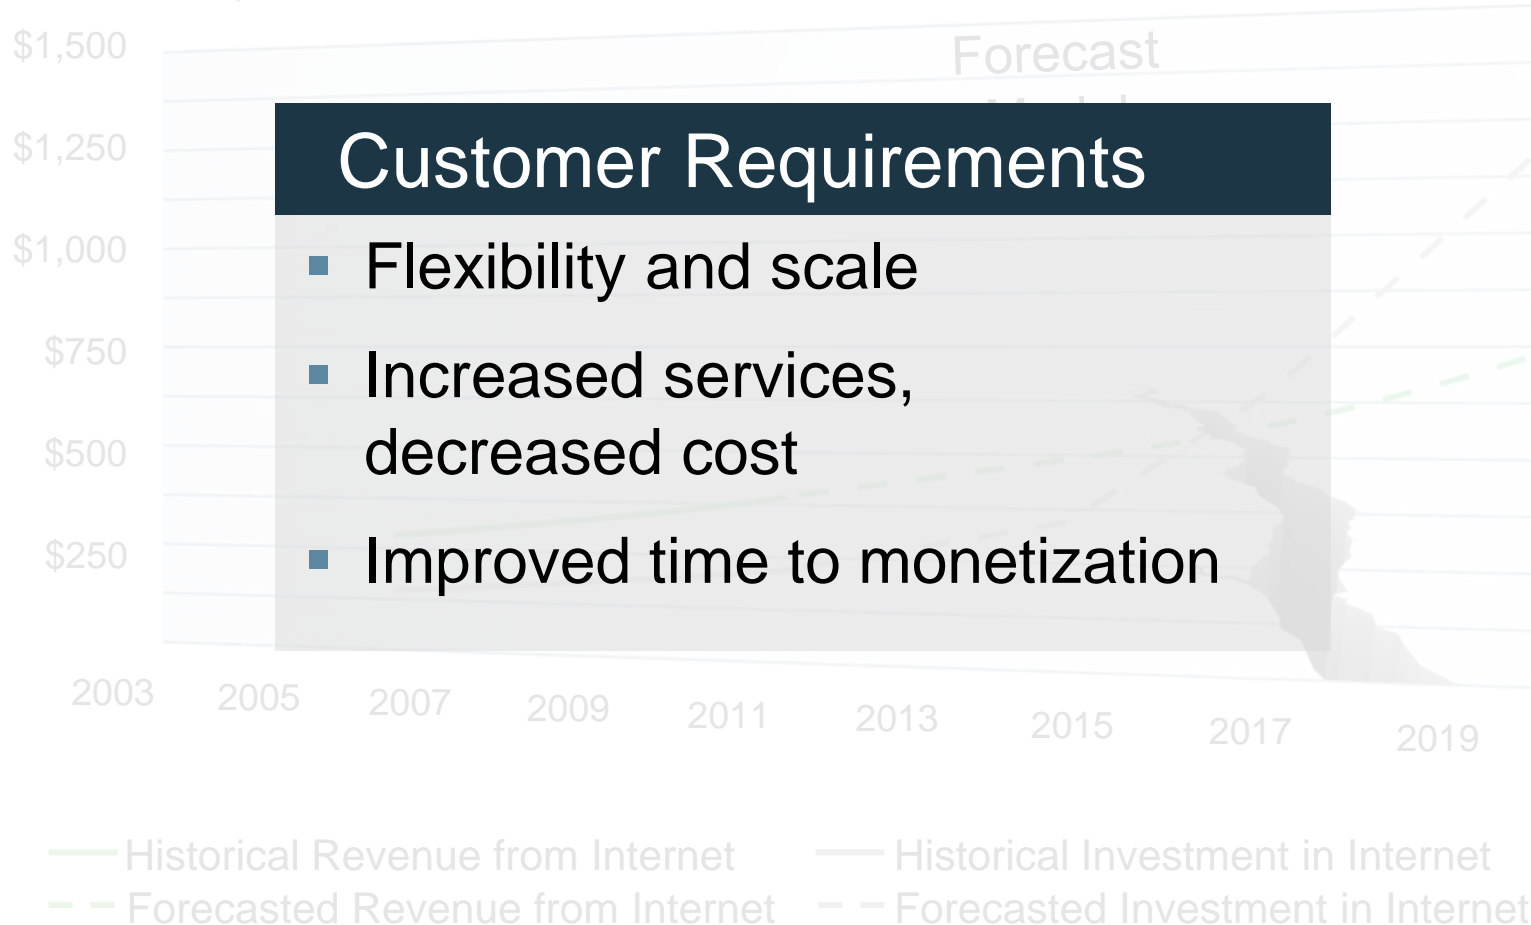 $1,500
Forecast
$1,250
Customer Requirements
$1,000
▪ Flexibility and scale
$750
▪ Increased services,
decreased cost
$500
▪ Improved time to monetization
$250
2003 2005 2007 2009 2011 2013 2015 2017 2019
Historical Revenue from Internet Historical Investment in Internet
Forecasted Revenue from Internet Forecasted Investment in Internet